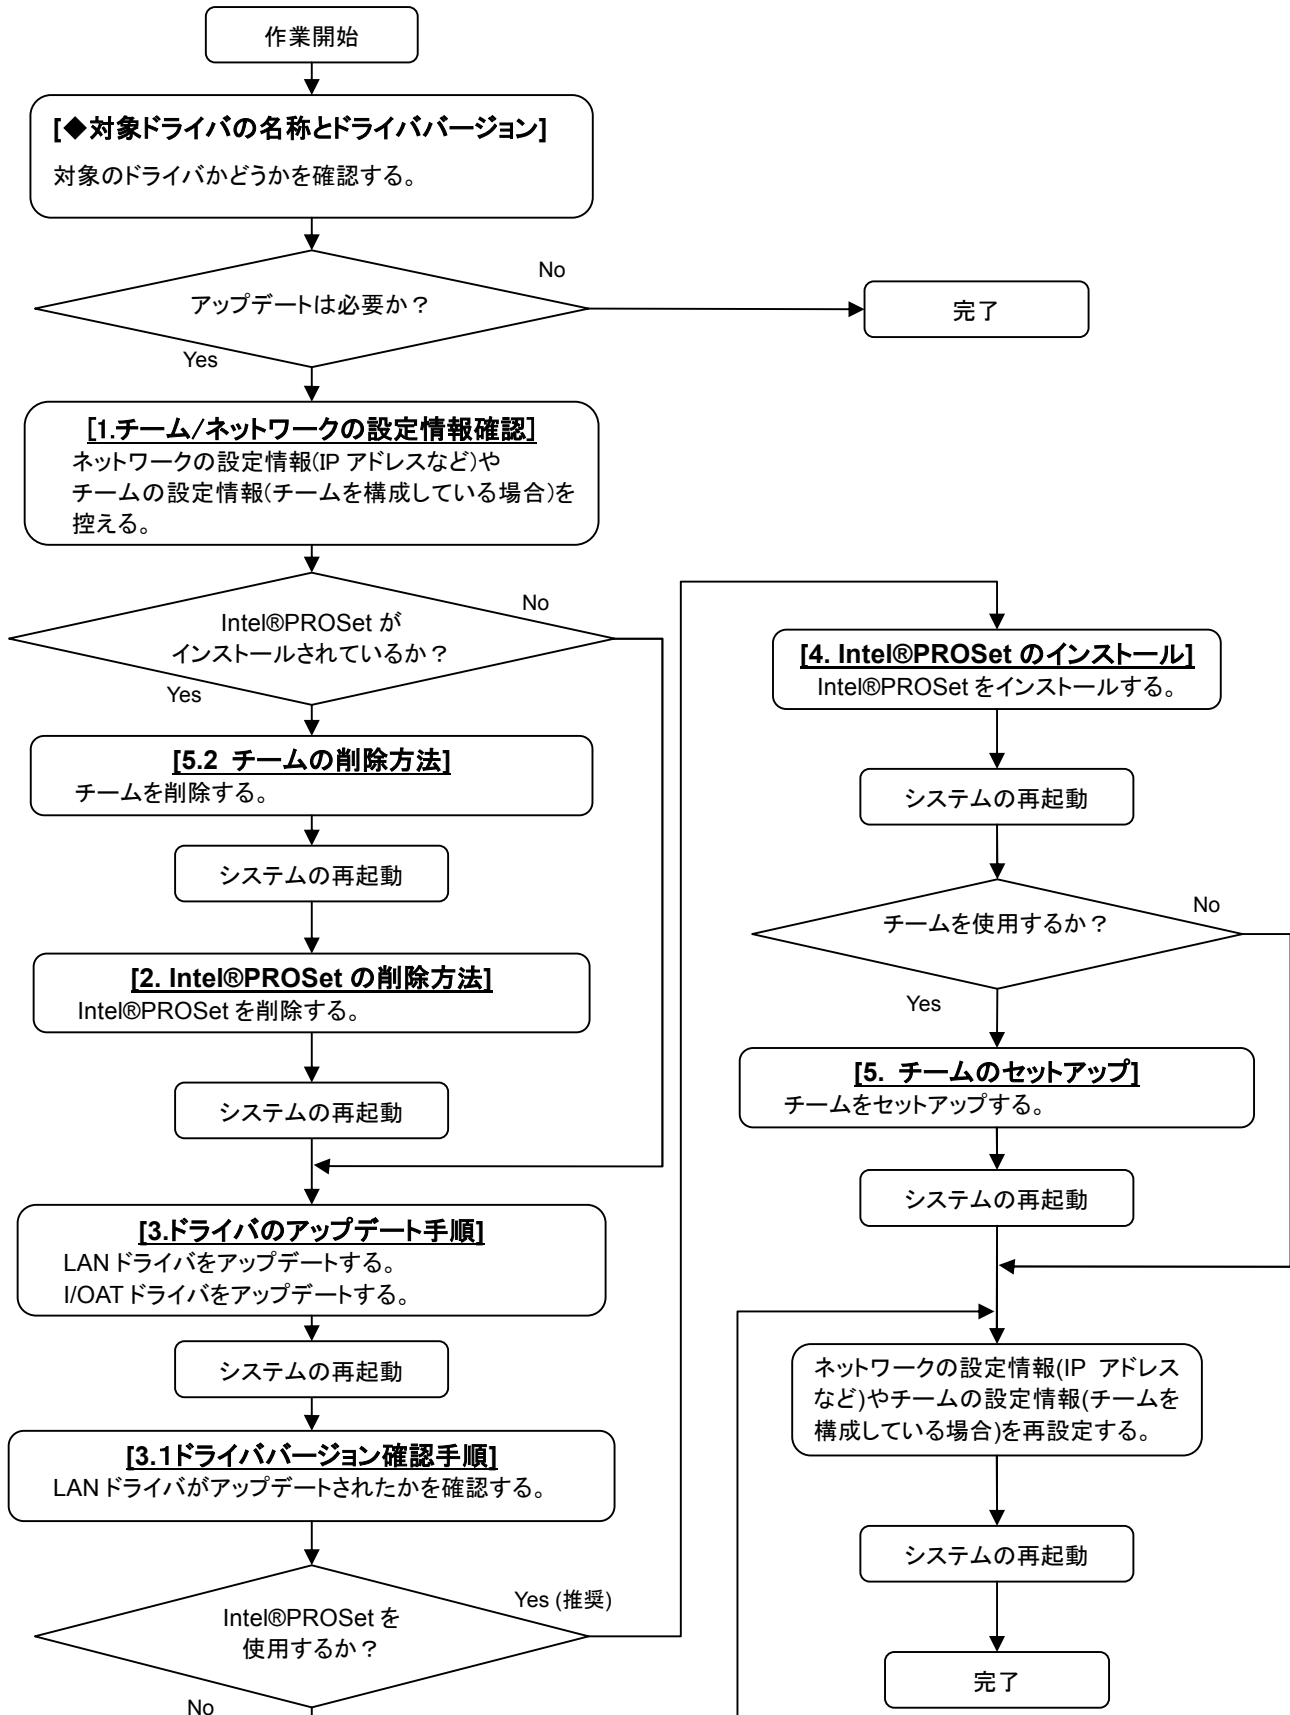 作業開始
[◆対象ドライバの名称とドライババージョン]
対象のドライバかどうかを確認する。
アップデートは必要か？
No
Yes
完了
[1.チーム/ネットワークの設定情報確認]
ネットワークの設定情報(IP アドレスなど)や
チームの設定情報(チームを構成している場合)を
控える。
Intel®PROSet が
インストールされているか？
No
Yes
[5.2 チームの削除方法]
チームを削除する。
システムの再起動
[2. Intel®PROSet の削除方法]
Intel®PROSet を削除する。
システムの再起動
[3.ドライバのアップデート手順]
LAN ドライバをアップデートする。
I/OAT ドライバをアップデートする。
システムの再起動
[3.1ドライババージョン確認手順]
LAN ドライバがアップデートされたかを確認する。
Intel®PROSet を
使用するか？
Yes (推奨)
No
[4. Intel®PROSet のインストール]
Intel®PROSet をインストールする。
システムの再起動
チームを使用するか？
No
Yes
[5. チームのセットアップ]
チームをセットアップする。
システムの再起動
ネットワークの設定情報(IP アドレス
など)やチームの設定情報(チームを
構成している場合)を再設定する。
システムの再起動
完了